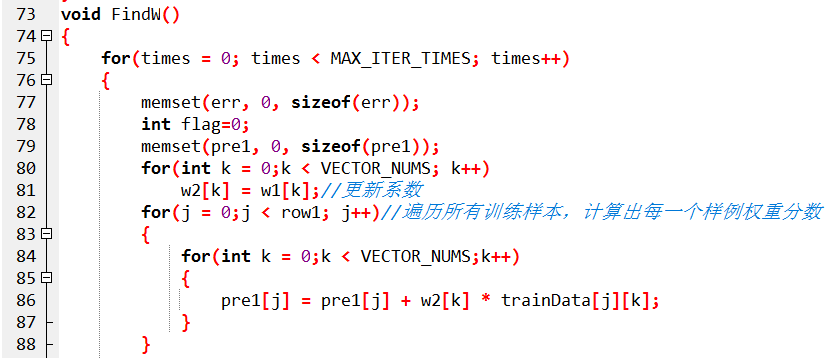 73 void FindW()
74 {
75 for(times = 0; times < MAX_ITER_TIMES; times++)
76 {
77 memset(err, 0, sizeof(err));
78 int flag=0;
79 memset(pre1, 0, sizeof(pre1));
80 for(int k = 0;k < VECTOR_NUMS; k++)
81 w2[k] = w1[k];//更新系数
82 for(j = 0;j < row1; j++)//遍历所有训练样本，计算出每一个样例权重分数
83 {
84 for(int k = 0;k < VECTOR_NUMS;k++)
85 {
86 pre1[j] = pre1[j] + w2[k] * trainData[j][k];
87 }
88 }